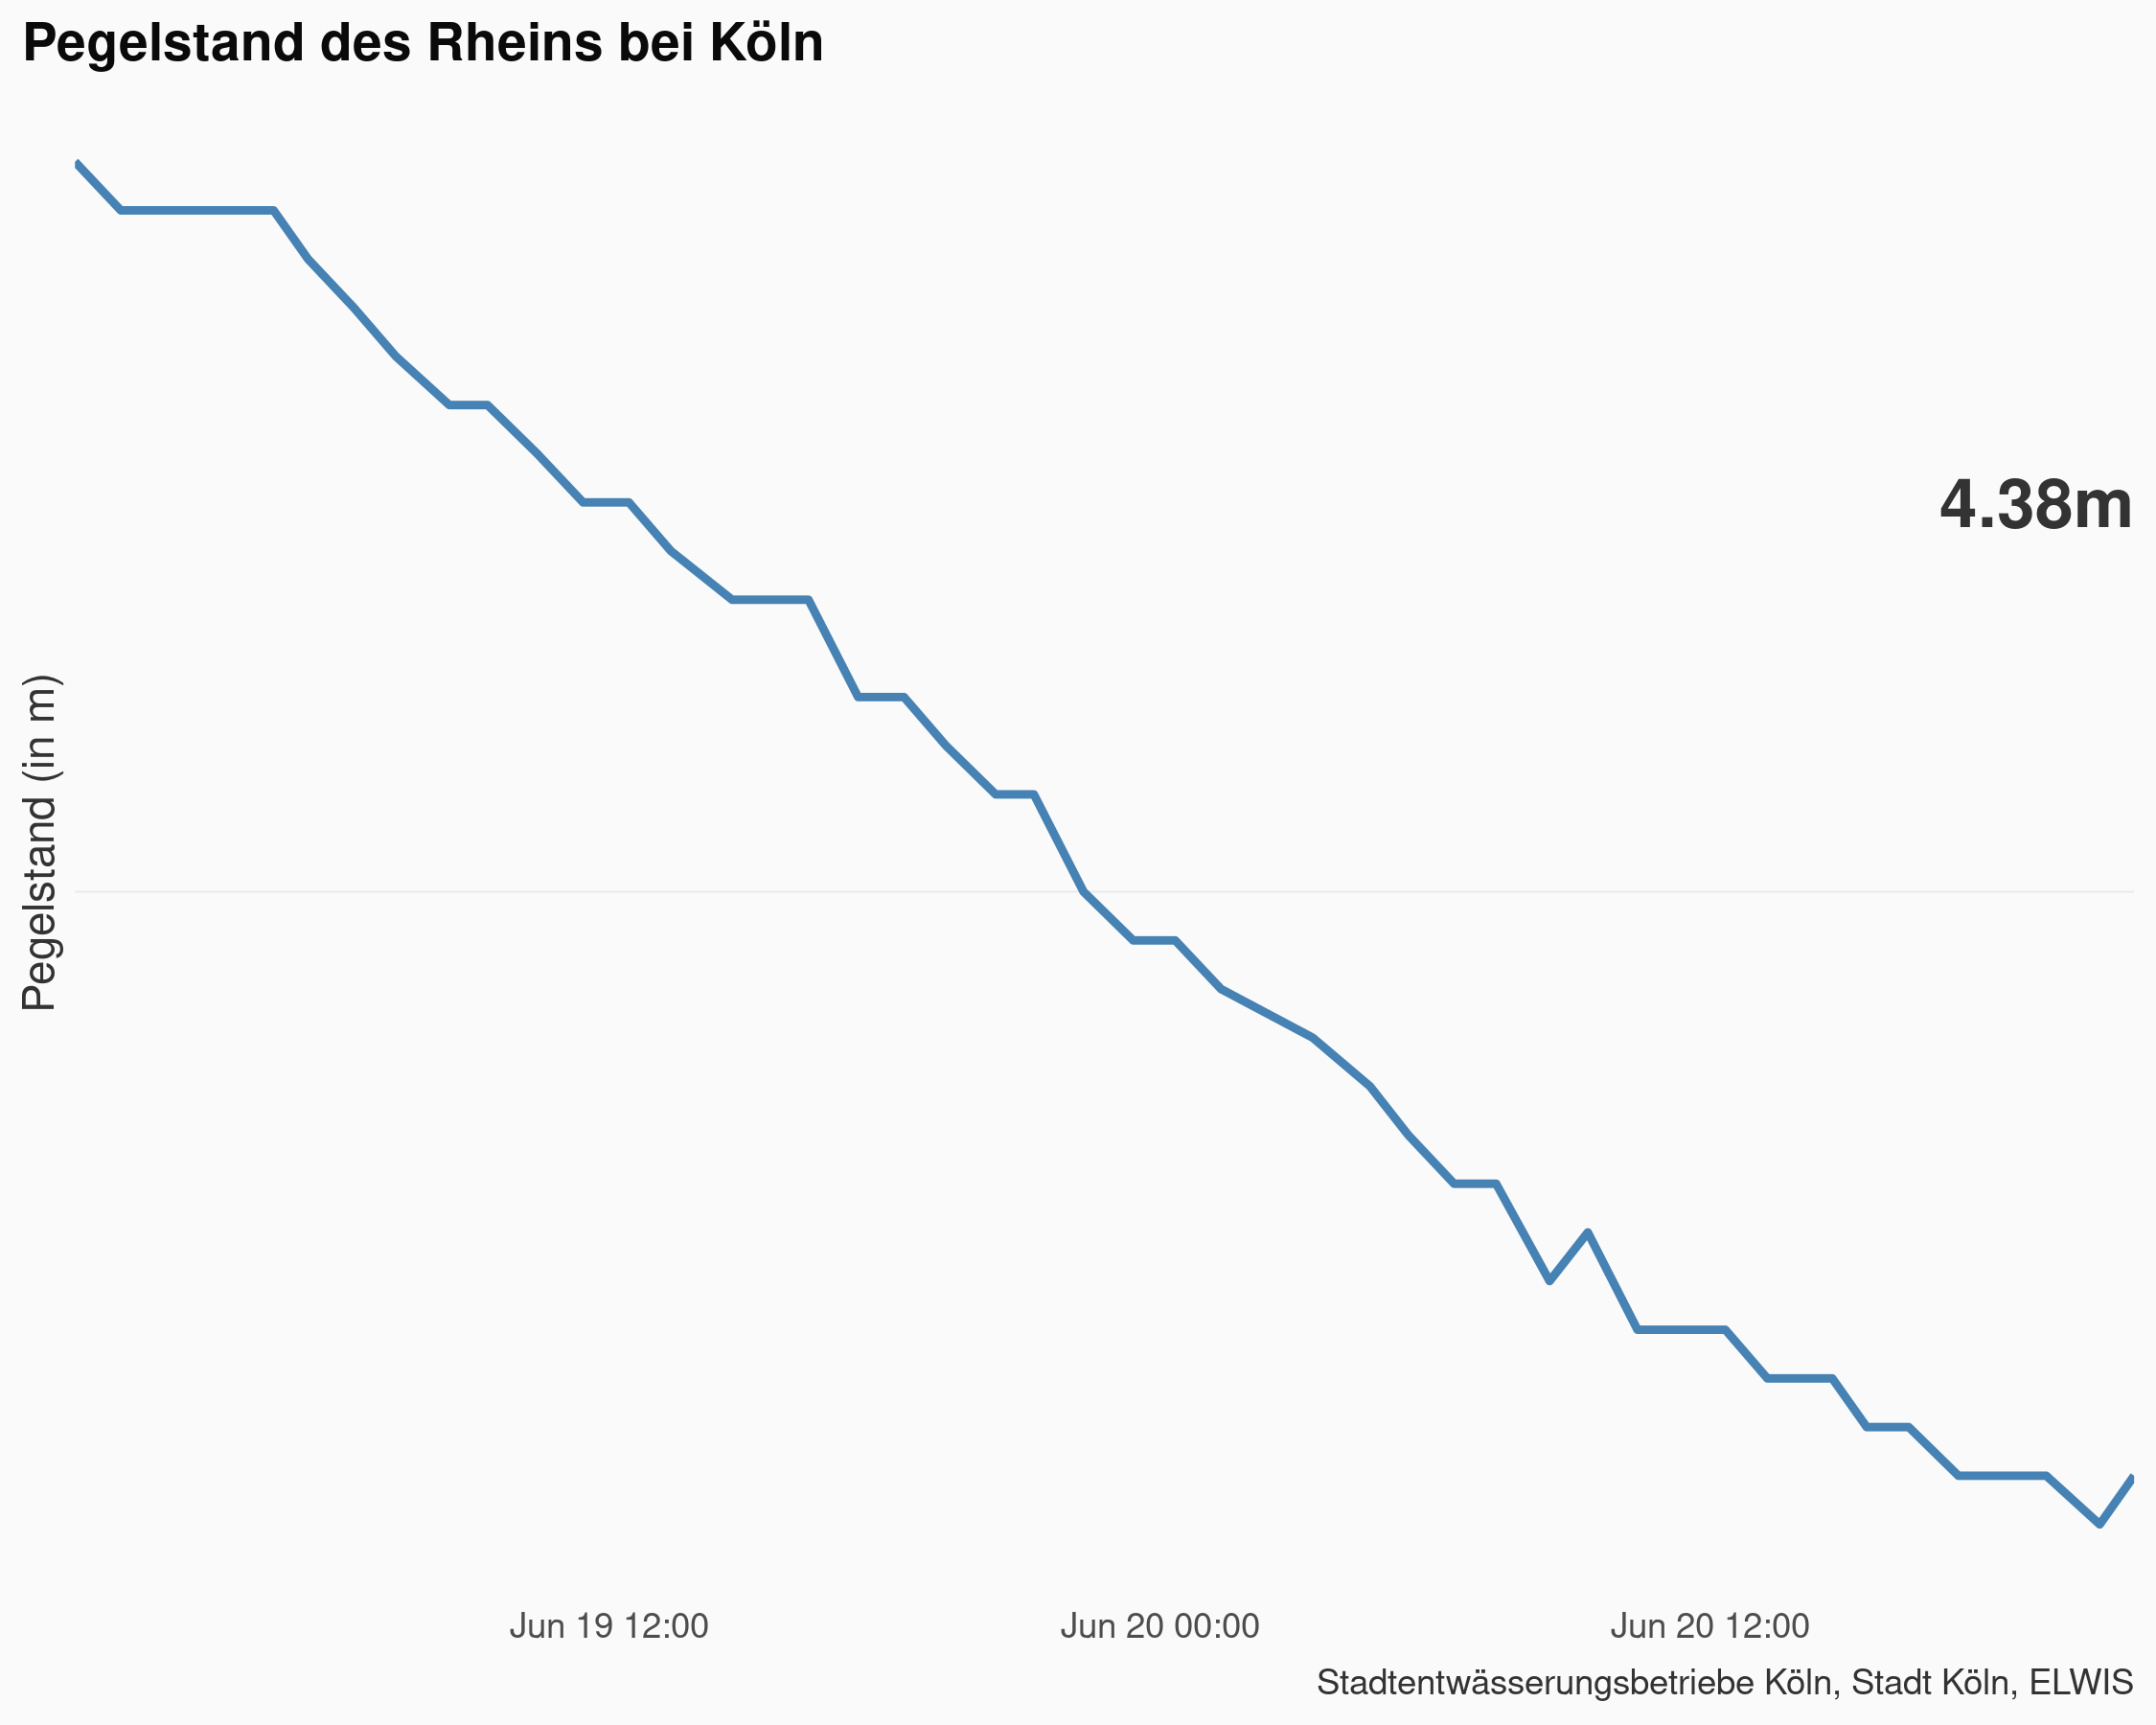 Pegelstand des Rheins bei Köln
4.38m
Pegelstand (in m)
Jun 19 12:00
Jun 20 00:00
Jun 20 12:00
Stadtentwässerungsbetriebe Köln, Stadt Köln, ELWIS